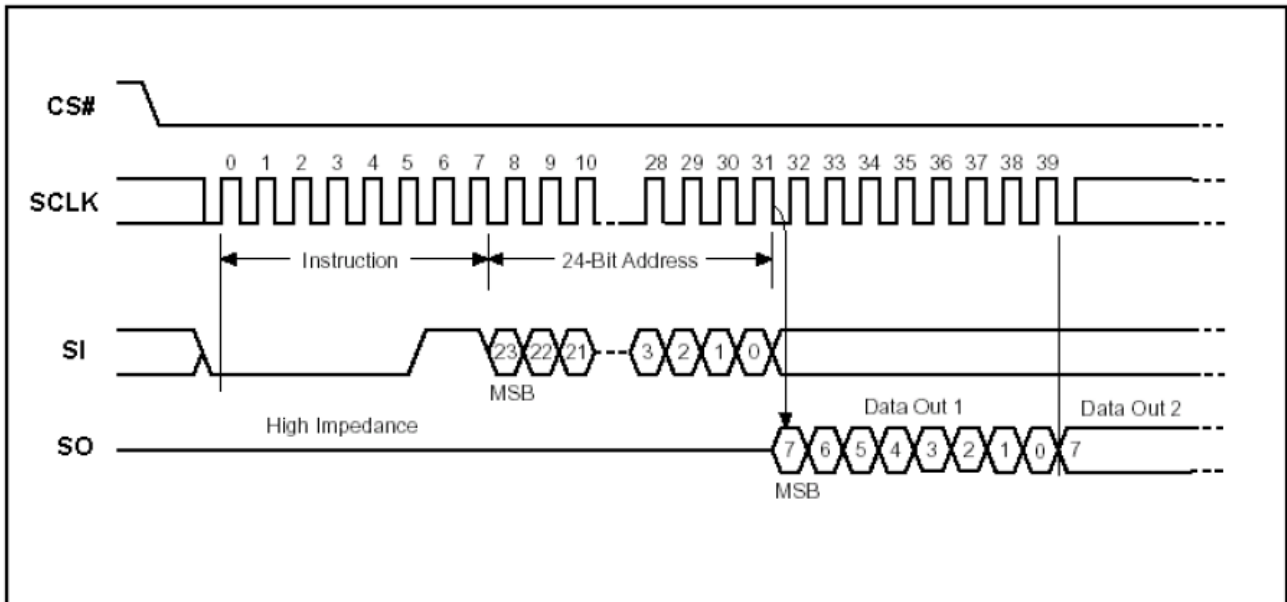 CS#
0 1 2 3 4 5 6 7 8 9 10 28 29 30 31 32 33 34 35 36 37 38 39
SCLK
Instruction 24-Bit Address
SI 23 22 21 3 2 1 0
MSB
High Impedance Data Out 1 Data Out 2
SO 7 6 5 4 3 2 1 0 7
MSB